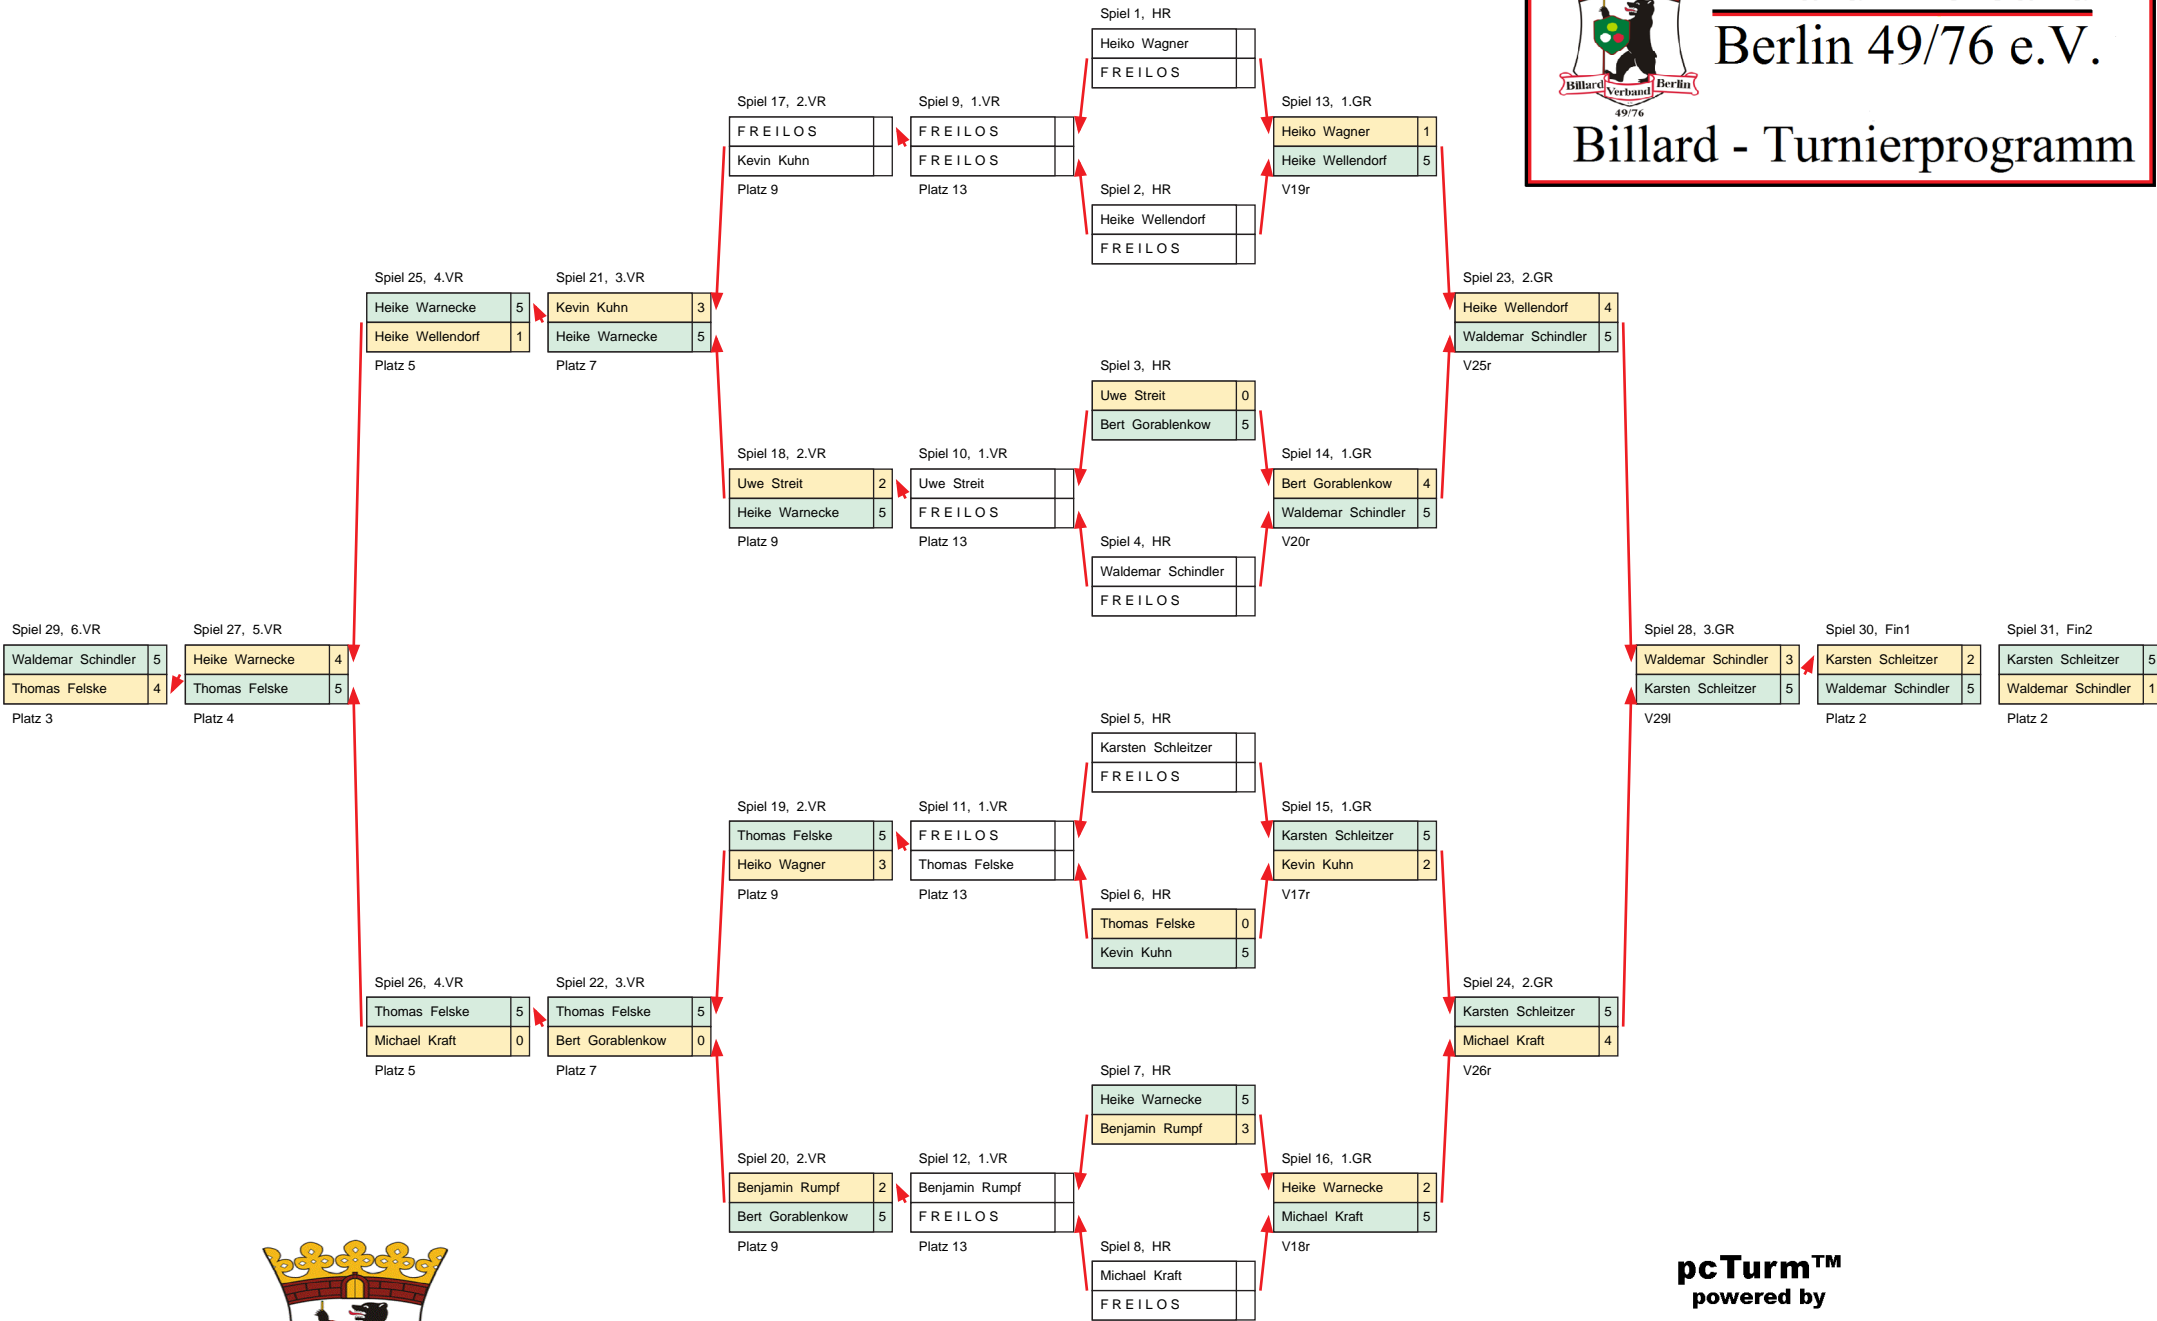 Berlin 49/76 e.V.
Billard Verband Berlin
49/76
Billard - Turnierprogramm
Spiel 1, HR
Heiko Wagner
FREILOS
Spiel 17, 2.VR
FREILOS
Kevin Kuhn
Platz 9
Spiel 9, 1.VR
FREILOS
FREILOS
Platz 13
Spiel 13, 1.GR
Heiko Wagner 1
Heike Wellendorf 5
V19r
Spiel 2, HR
Heike Wellendorf
FREILOS
Spiel 25, 4.VR
Heike Warnecke 5
Heike Wellendorf 1
Platz 5
Spiel 21, 3.VR
Kevin Kuhn 3
Heike Warnecke 5
Platz 7
Spiel 23, 2.GR
Heike Wellendorf 4
Waldemar Schindler 5
V25r
Spiel 3, HR
Uwe Streit 0
Bert Gorablenkow 5
Spiel 18, 2.VR
Uwe Streit 2
Heike Warnecke 5
Platz 9
Spiel 10, 1.VR
Uwe Streit
FREILOS
Platz 13
Spiel 14, 1.GR
Bert Gorablenkow 4
Waldemar Schindler 5
V20r
Spiel 4, HR
Waldemar Schindler
FREILOS
Spiel 29, 6.VR
Waldemar Schindler 5
Thomas Felske 4
Platz 3
Spiel 27, 5.VR
Heike Warnecke 4
Thomas Felske 5
Platz 4
Spiel 28, 3.GR
Waldemar Schindler 3
Karsten Schleitzer 5
V29l
Spiel 30, Fin1
Karsten Schleitzer 2
Waldemar Schindler 5
Platz 2
Spiel 31, Fin2
Karsten Schleitzer 5
Waldemar Schindler 1
Platz 2
Spiel 5, HR
Karsten Schleitzer
FREILOS
Spiel 19, 2.VR
Thomas Felske 5
Heiko Wagner 3
Platz 9
Spiel 11, 1.VR
FREILOS
Thomas Felske
Platz 13
Spiel 15, 1.GR
Karsten Schleitzer 5
Kevin Kuhn 2
V17r
Spiel 6, HR
Thomas Felske 0
Kevin Kuhn 5
Spiel 26, 4.VR
Thomas Felske 5
Michael Kraft 0
Platz 5
Spiel 22, 3.VR
Thomas Felske 5
Bert Gorablenkow 0
Platz 7
Spiel 24, 2.GR
Karsten Schleitzer 5
Michael Kraft 4
V26r
Spiel 7, HR
Heike Warnecke 5
Benjamin Rumpf 3
Spiel 20, 2.VR
Benjamin Rumpf 2
Bert Gorablenkow 5
Platz 9
Spiel 12, 1.VR
Benjamin Rumpf
FREILOS
Platz 13
Spiel 16, 1.GR
Heike Warnecke 2
Michael Kraft 5
V18r
Spiel 8, HR
Michael Kraft
FREILOS
pcTurm™
powered by